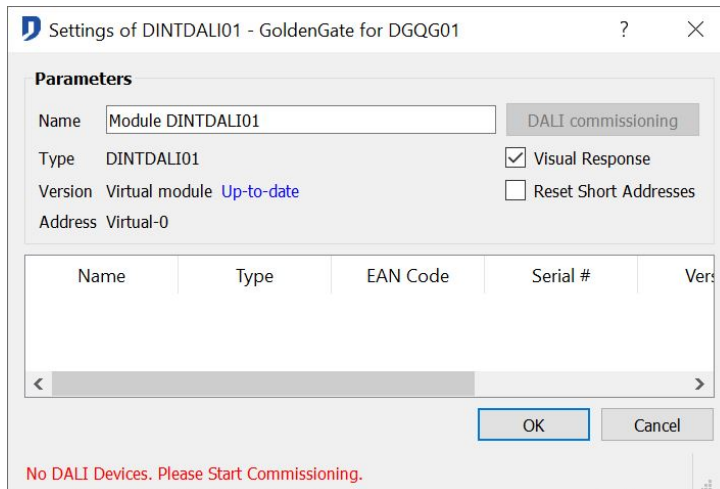 Settings of DINTDALI01 - GoldenGate for DGQG01 ?
Parameters
Name Module DINTDALI01 DALI commissioning
Type DINTDALI01 Visual Response
Version Virtual module Up-to-date Reset Short Addresses
Address Virtual-0
Name Type EAN Code Serial # Vers
OK Cancel
No DALI Devices. Please Start Commissioning.